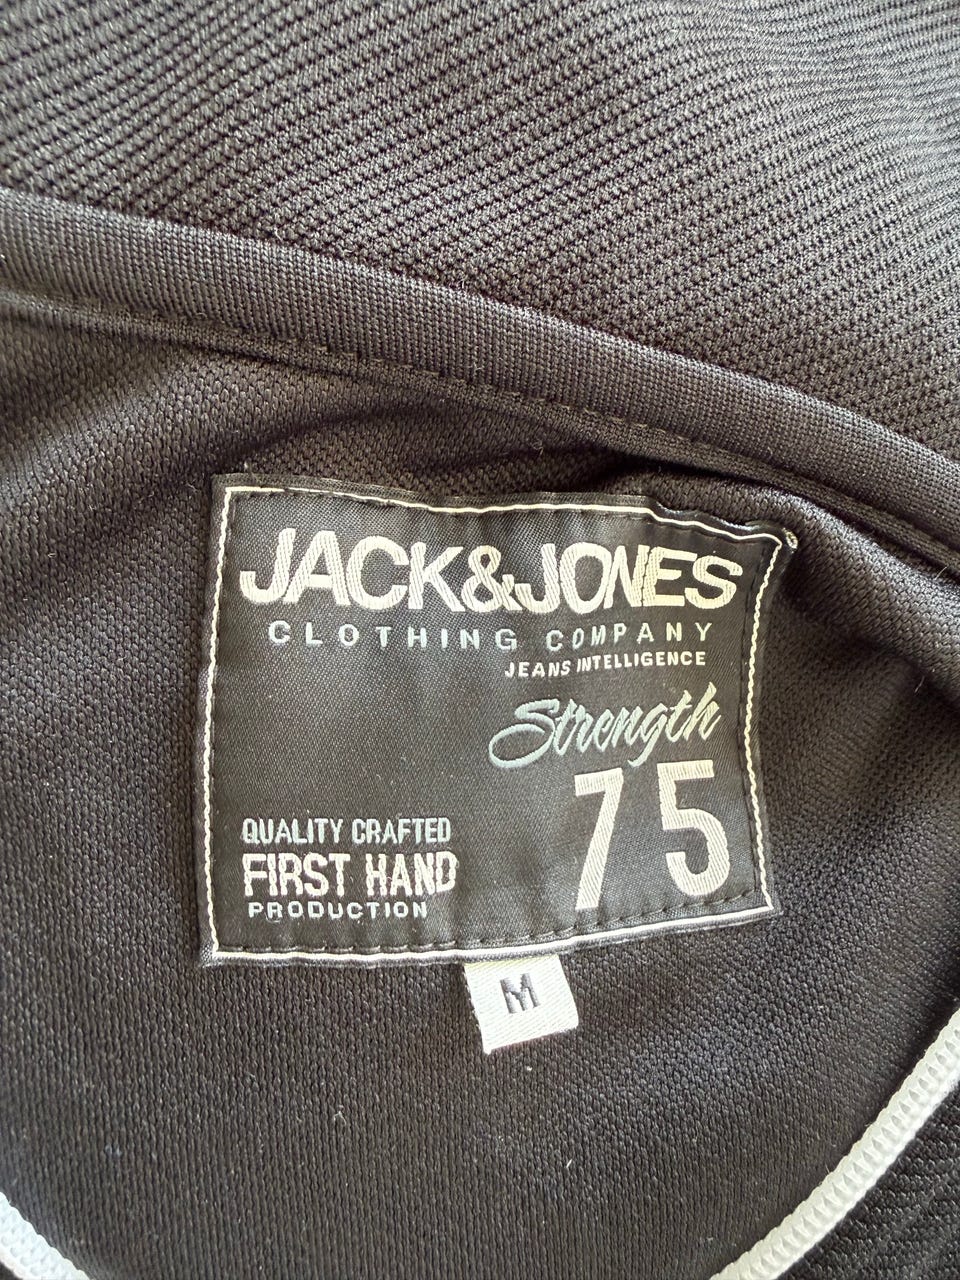 JACK&JONES
CLOTHING COMPANY
JEANS INTELLIGENCE
Strength
75
QUALITY CRAFTED
FIRST HAND
PRODUCTION
M